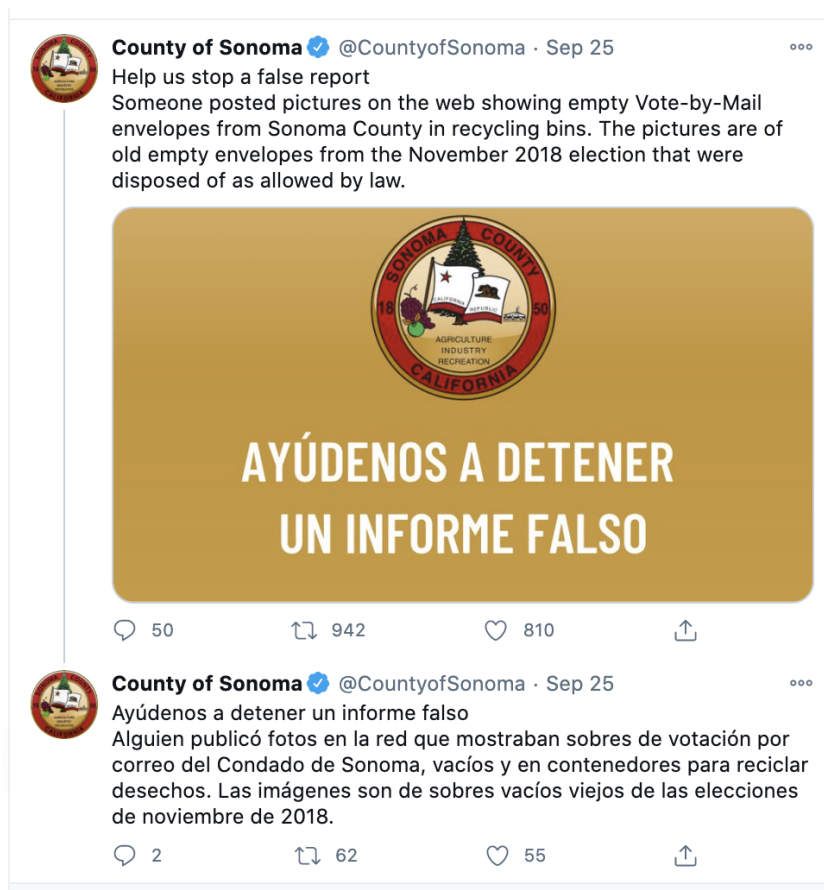 County of Sonoma @CountyofSonoma · Sep 25
Help us stop a false report
Someone posted pictures on the web showing empty Vote-by-Mail
envelopes from Sonoma County in recycling bins. The pictures are of
old empty envelopes from the November 2018 election that were
disposed of as allowed by law.
SONOMA COUNTY
CALIFORNIA REPUBLIC
18 50
AGRICULTURE
INDUSTRY
RECREATION
CALIFORNIA
AYÚDENOS A DETENER
UN INFORME FALSO
50 942 810
County of Sonoma @CountyofSonoma · Sep 25
Ayúdenos a detener un informe falso
Alguien publicó fotos en la red que mostraban sobres de votación por
correo del Condado de Sonoma, vacíos y en contenedores para reciclar
desechos. Las imágenes son de sobres vacíos viejos de las elecciones
de noviembre de 2018.
2 62 55